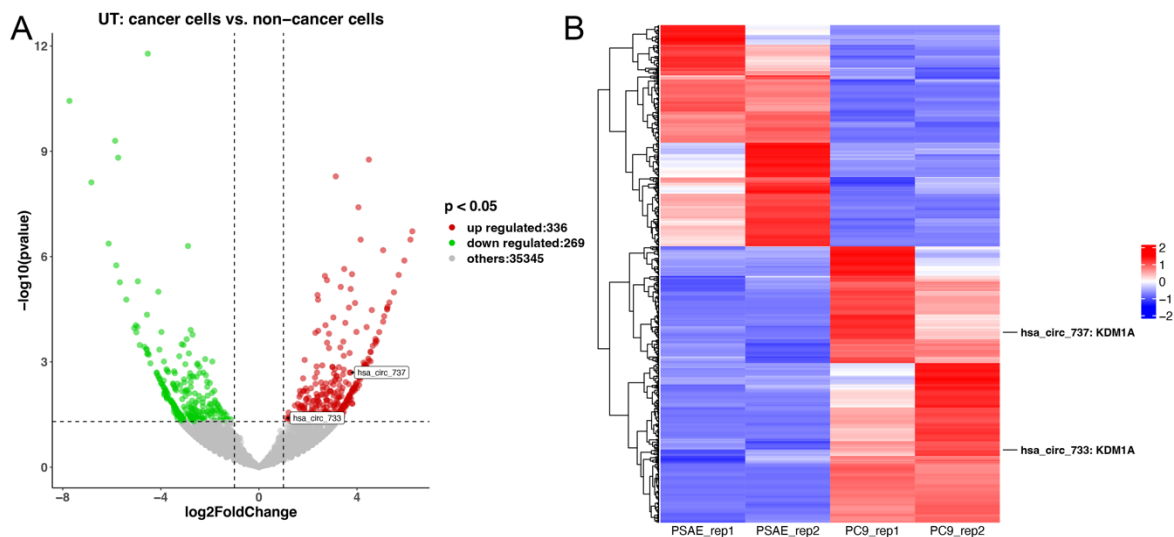 A
UT: cancer cells vs. non-cancer cells
12
9
6
3
0
-8
-4
0
4
-log10(pvalue)
log2FoldChange
p < 0.05
up regulated:336
down regulated:269
others:35345
hsa_circ_737
hsa_circ_733
B
2
1
0
-1
-2
hsa_circ_737: KDM1A
hsa_circ_733: KDM1A
PSAE_rep1
PSAE_rep2
PC9_rep1
PC9_rep2